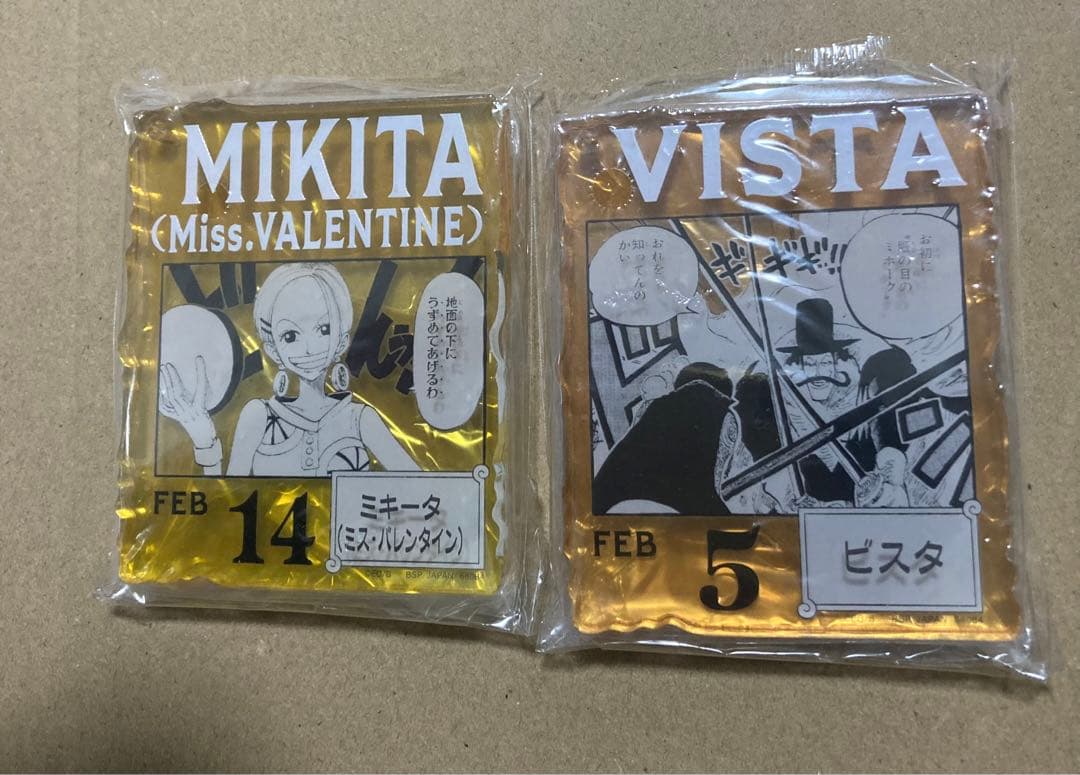 MIKITA
(Miss.VALENTINE)
地面の下に
うずめてあげるわ
FEB
14
ミキータ
(ミス・バレンタイン)
BSP JAPAN
VISTA
お初に
“鷹の目の
ミホーク”
おれを
知ってんの
かい
ギ
ギギ!!
FEB
5
ビスタ